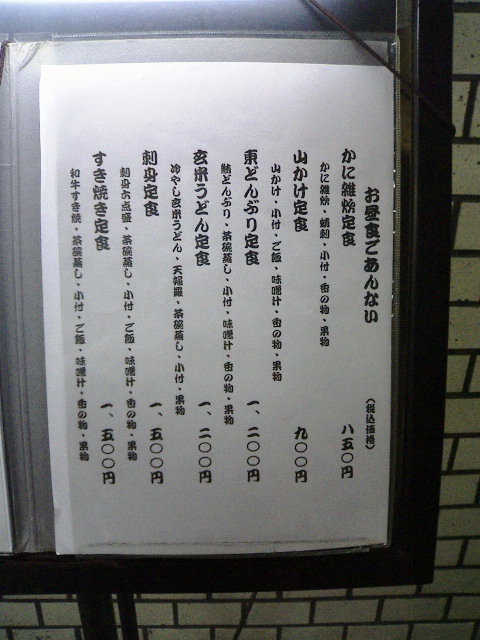 お昼食ごあんない
(税込価格)
かに雑炊定食 八五〇円
かに雑炊・蛸刺・小付・香の物・果物
山かけ定食 九〇〇円
山かけ・小付・ご飯・味噌汁・香の物・果物
東どんぶり定食 一、二〇〇円
鮪どんぶり・茶碗蒸し・小付・味噌汁・香の物・果物
玄米うどん定食 一、二〇〇円
冷やし玄米うどん・天婦羅・茶碗蒸し・小付・果物
刺身定食 一、五〇〇円
刺身六点盛・茶碗蒸し・小付・ご飯・味噌汁・香の物・果物
すき焼き定食 一、五〇〇円
和牛すき焼・茶碗蒸し・小付・ご飯・味噌汁・香の物・果物